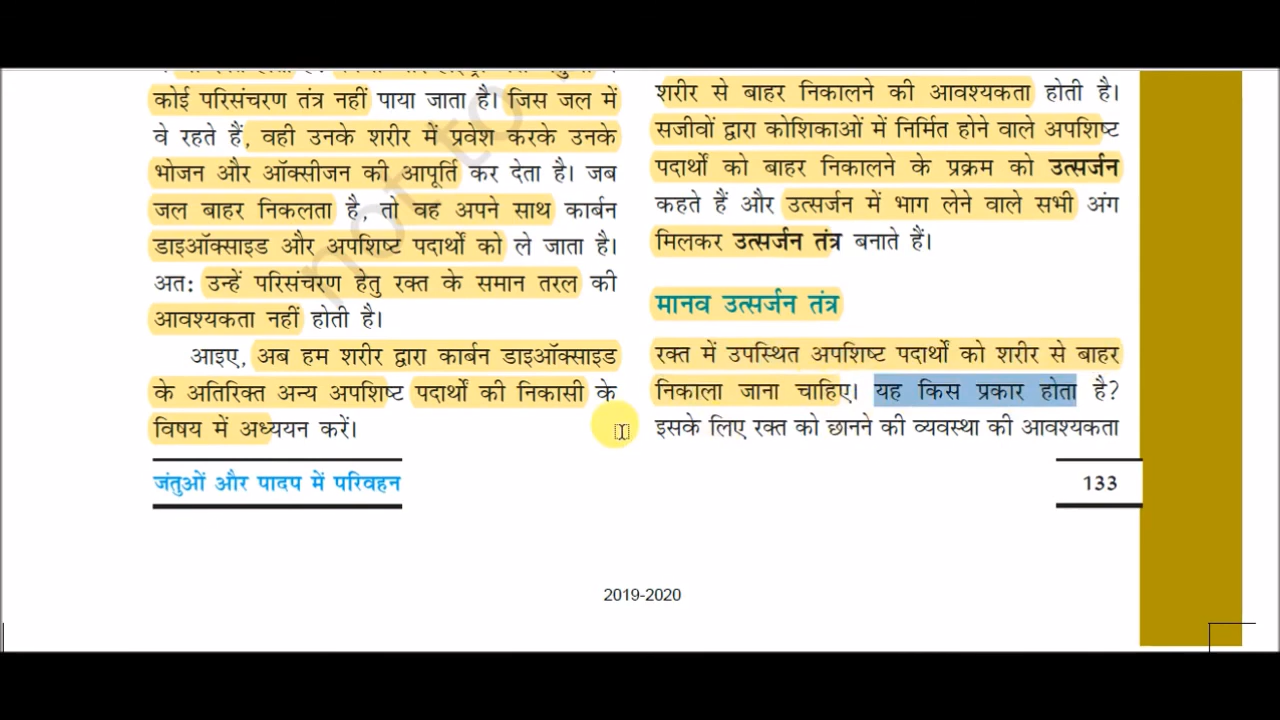 कोई परिसंचरण तंत्र नहीं पाया जाता है। जिस जल में
वे रहते हैं, वही उनके शरीर में प्रवेश करके उनके
भोजन और ऑक्सीजन की आपूर्ति कर देता है। जब
जल बाहर निकलता है, तो वह अपने साथ कार्बन
डाइऑक्साइड और अपशिष्ट पदार्थों को ले जाता है।
अत: उन्हें परिसंचरण हेतु रक्त के समान तरल की
आवश्यकता नहीं होती है।
आइए, अब हम शरीर द्वारा कार्बन डाइऑक्साइड
के अतिरिक्त अन्य अपशिष्ट पदार्थों की निकासी के
विषय में अध्ययन करें।
शरीर से बाहर निकालने की आवश्यकता होती है।
सजीवों द्वारा कोशिकाओं में निर्मित होने वाले अपशिष्ट
पदार्थों को बाहर निकालने के प्रक्रम को उत्सर्जन
कहते हैं और उत्सर्जन में भाग लेने वाले सभी अंग
मिलकर उत्सर्जन तंत्र बनाते हैं।
मानव उत्सर्जन तंत्र
रक्त में उपस्थित अपशिष्ट पदार्थों को शरीर से बाहर
निकाला जाना चाहिए। यह किस प्रकार होता है?
इसके लिए रक्त को छानने की व्यवस्था की आवश्यकता
जंतुओं और पादप में परिवहन
133
2019-2020
not to